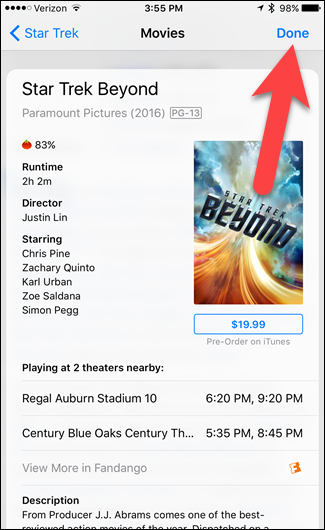 Verizon 3:55 PM 98%
Star Trek Movies Done
Star Trek Beyond
Paramount Pictures (2016) PG-13
83%
Runtime
2h 2m
Director
Justin Lin
Starring
Chris Pine
Zachary Quinto
Karl Urban
Zoe Saldana
Simon Pegg
STAR TREK
BEYOND
$19.99
Pre-Order on iTunes
Playing at 2 theaters nearby:
Regal Auburn Stadium 10 6:20 PM, 9:20 PM
Century Blue Oaks Century Th... 5:35 PM, 8:45 PM
View More in Fandango
Description
From Producer J.J. Abrams comes one of the best-
reviewed action movies of the year. Dispatched on a